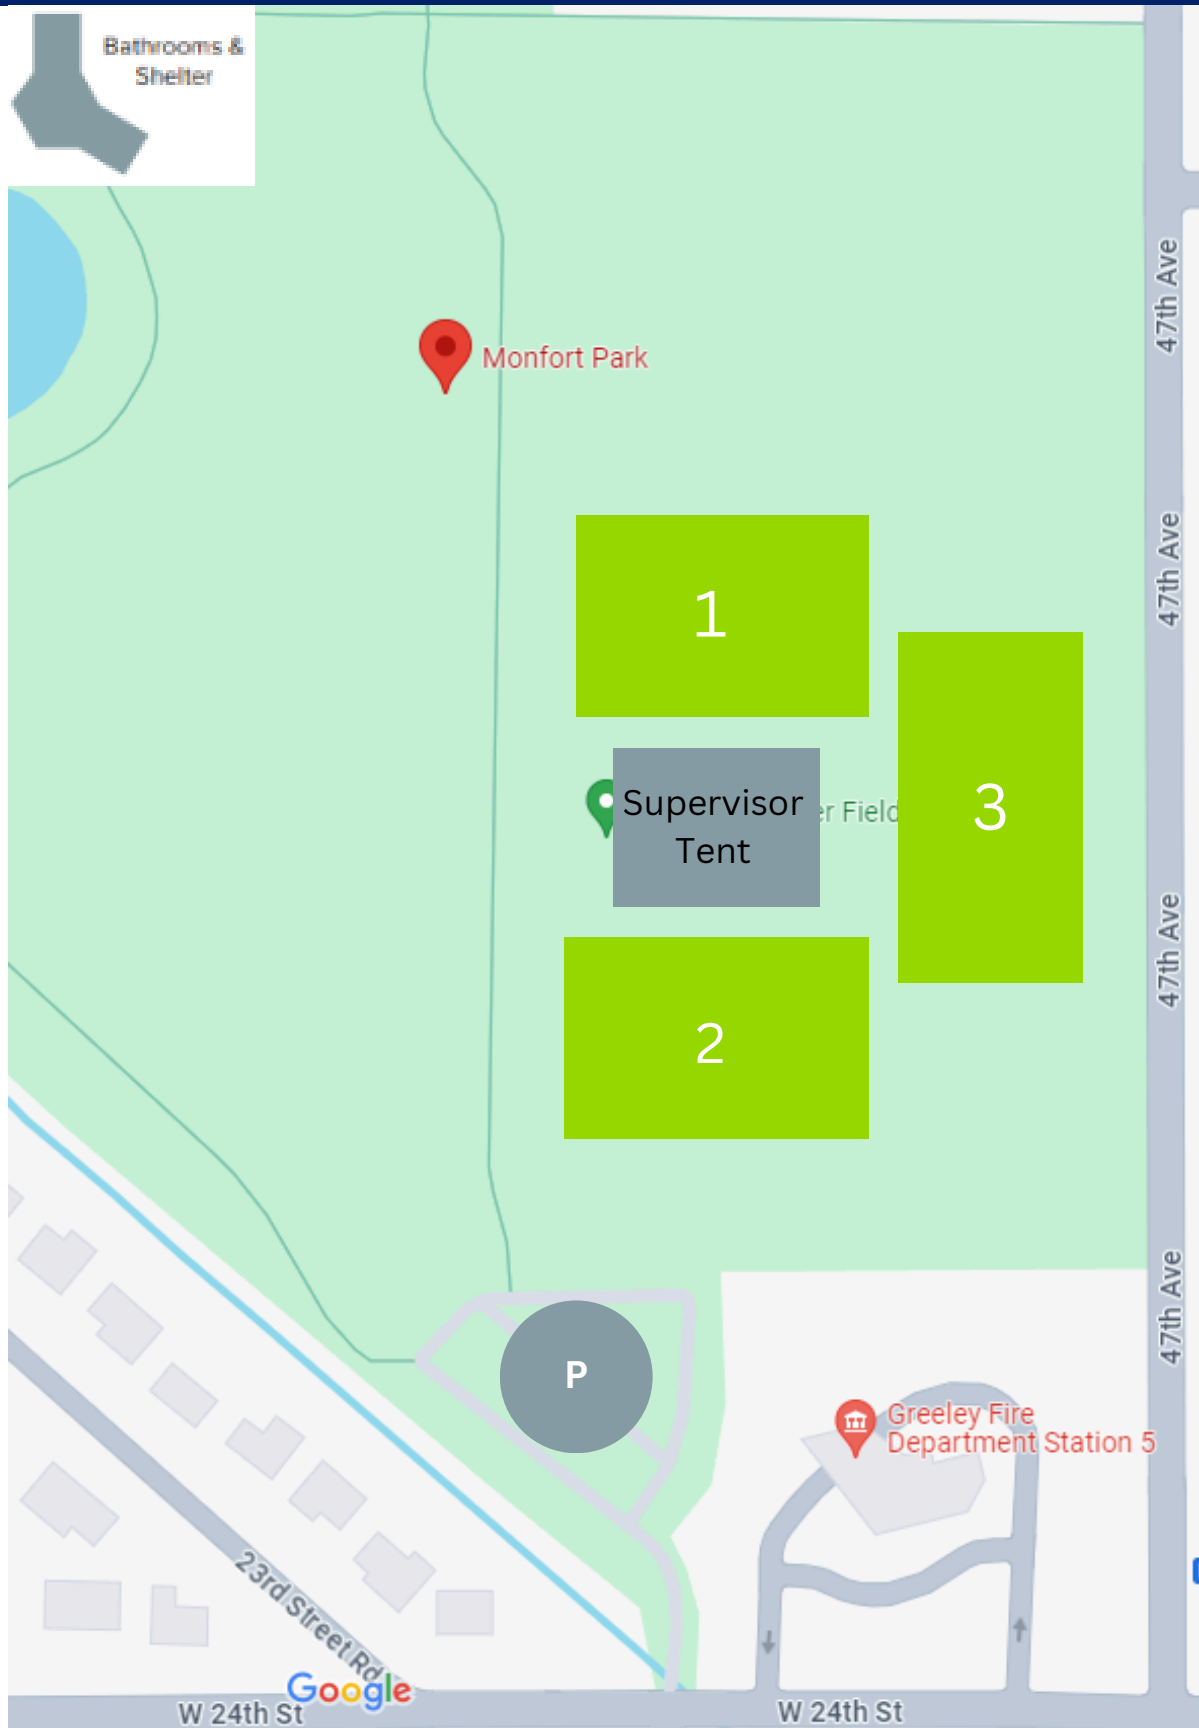 Bathrooms &
Shelter
47th Ave
Monfort Park
47th Ave
1
3
Supervisor
Tent
er Field
47th Ave
2
47th Ave
P
Greeley Fire
Department Station 5
23rd Street Rd
Google
W 24th St
W 24th St